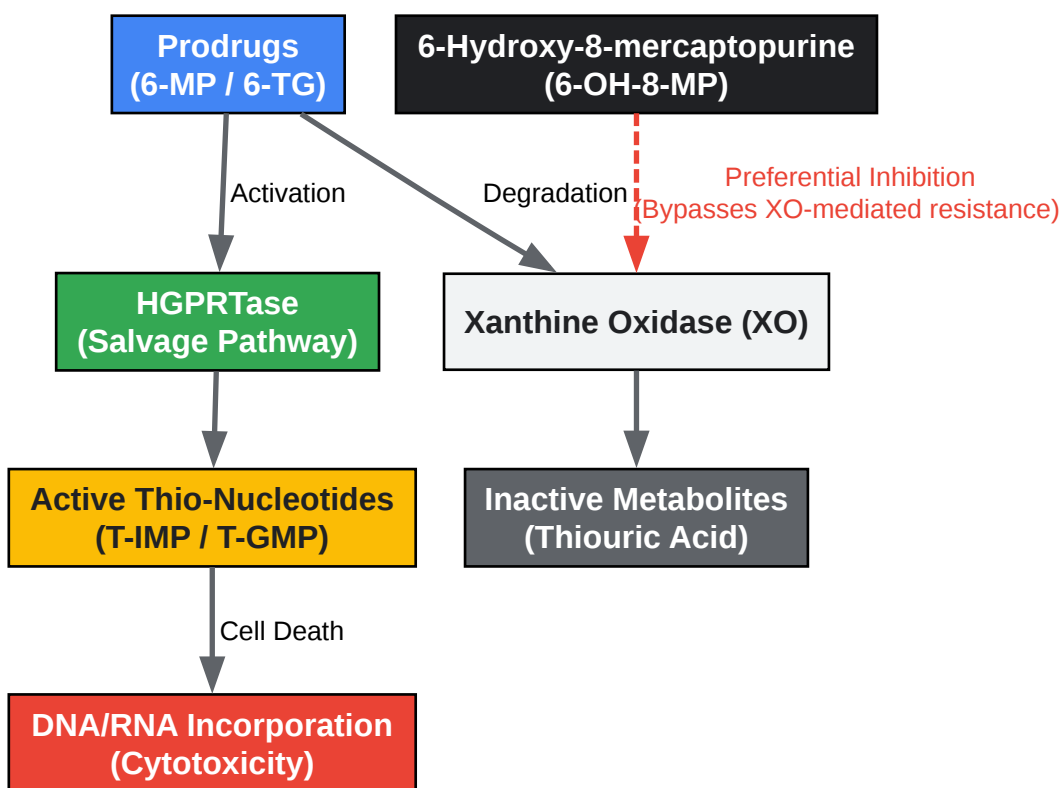 Prodrugs
(6-MP / 6-TG)
6-Hydroxy-8-mercaptopurine
(6-OH-8-MP)
Activation
Degradation
Preferential Inhibition
(Bypasses XO-mediated resistance)
HGPRTase
(Salvage Pathway)
Xanthine Oxidase (XO)
Active Thio-Nucleotides
(T-IMP / T-GMP)
Inactive Metabolites
(Thiouric Acid)
Cell Death
DNA/RNA Incorporation
(Cytotoxicity)